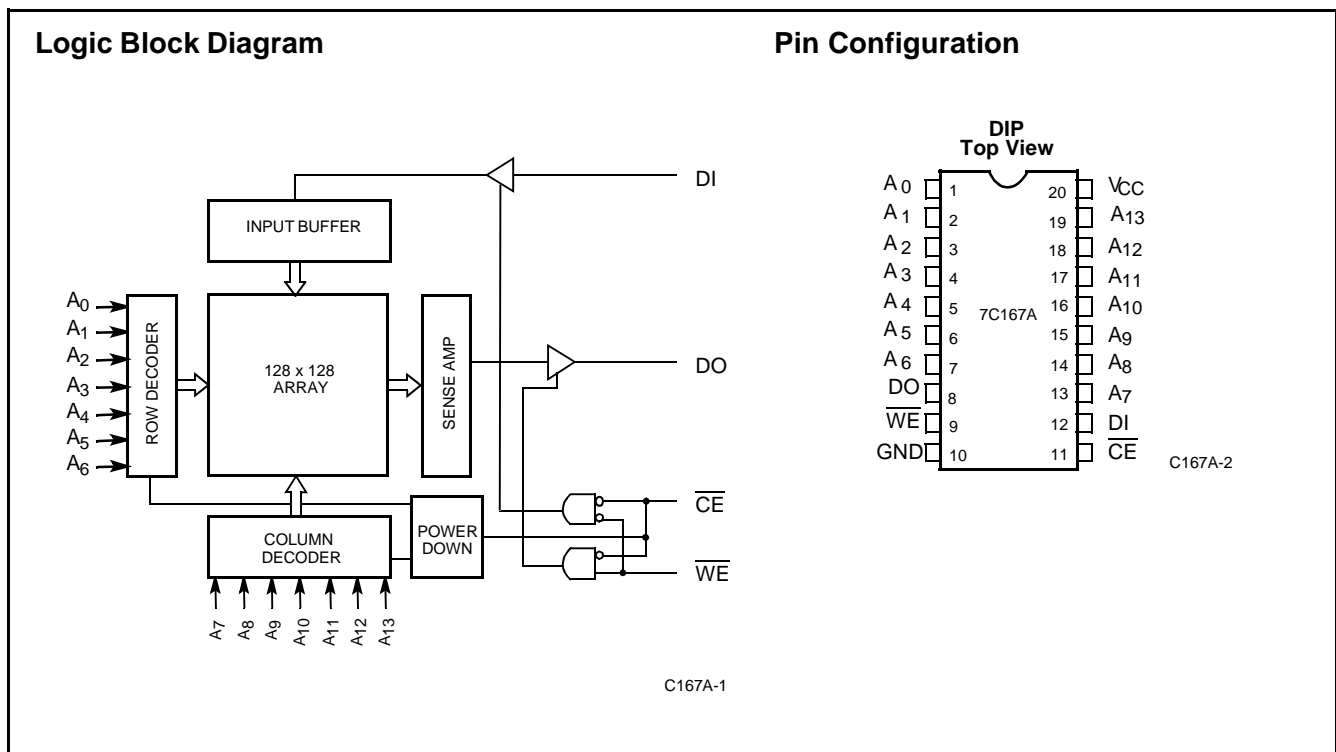 Logic Block Diagram
Pin Configuration
DI
INPUT BUFFER
A0
A1
A2
A3
A4
A5
A6
ROW DECODER
128 x 128
ARRAY
SENSE AMP
DO
COLUMN
DECODER
POWER
DOWN
CE
WE
A7
A8
A9
A10
A11
A12
A13
C167A-1
DIP
Top View
A0 1 20 VCC
A1 2 19 A13
A2 3 18 A12
A3 4 17 A11
A4 5 16 A10
A5 6 15 A9
A6 7 14 A8
DO 8 13 A7
WE 9 12 DI
GND 10 11 CE
7C167A
C167A-2